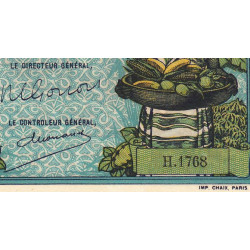 LE DIRECTEUR GÉNÉRAL,
LE CONTROLEUR GÉNÉRAL,
H.1768
IMP. CHAIX, PARIS